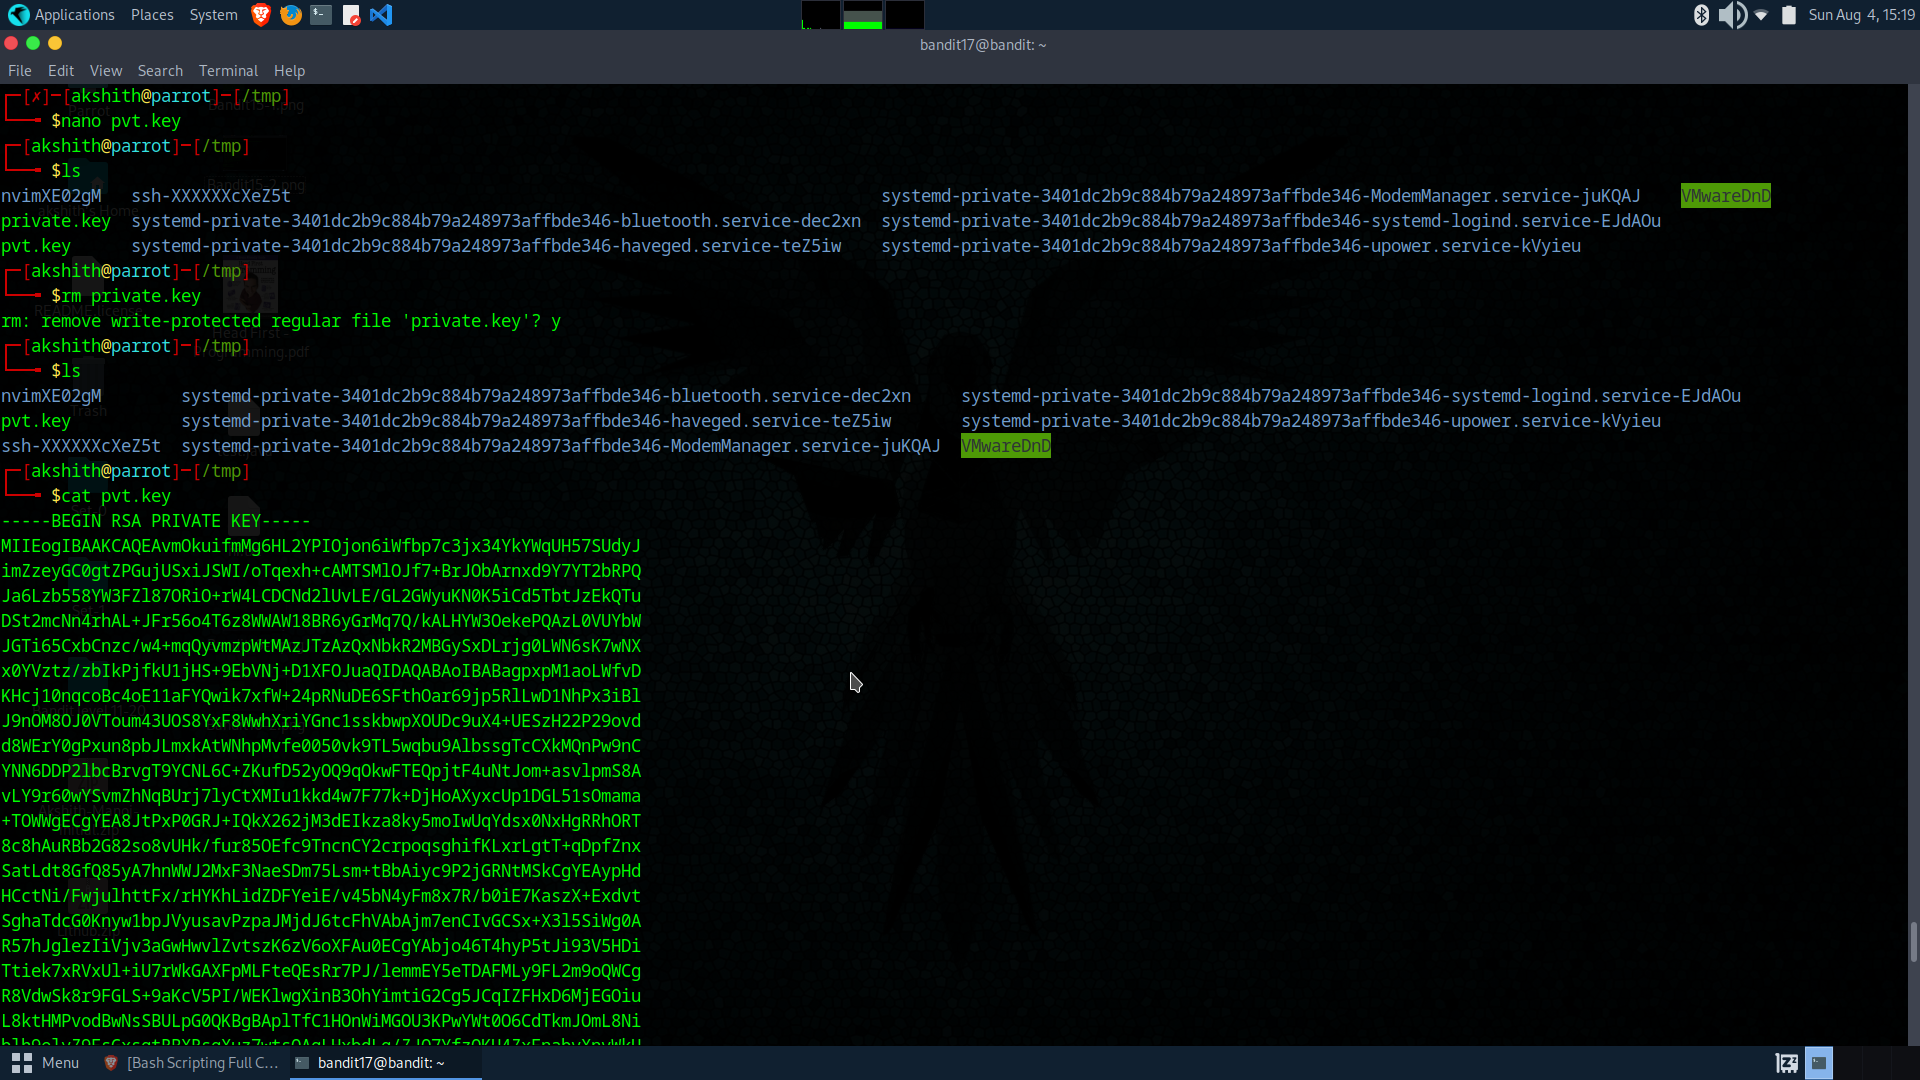 Applications Places System Sun Aug 4, 15:19
bandit17@bandit: ~
File Edit View Search Terminal Help
[✗]─[akshith@parrot]─[/tmp]
$nano pvt.key
[akshith@parrot]─[/tmp]
$ls
nvimXE02gM ssh-XXXXXXcXeZ5t systemd-private-3401dc2b9c884b79a248973affbde346-ModemManager.service-juKQAJ VMwareDnD
private.key systemd-private-3401dc2b9c884b79a248973affbde346-bluetooth.service-dec2xn systemd-private-3401dc2b9c884b79a248973affbde346-systemd-logind.service-EJdAOu
pvt.key systemd-private-3401dc2b9c884b79a248973affbde346-haveged.service-teZ5iw systemd-private-3401dc2b9c884b79a248973affbde346-upower.service-kVyieu
[akshith@parrot]─[/tmp]
$rm private.key
rm: remove write-protected regular file 'private.key'? y
[akshith@parrot]─[/tmp]
$ls
nvimXE02gM systemd-private-3401dc2b9c884b79a248973affbde346-bluetooth.service-dec2xn systemd-private-3401dc2b9c884b79a248973affbde346-systemd-logind.service-EJdAOu
pvt.key systemd-private-3401dc2b9c884b79a248973affbde346-haveged.service-teZ5iw systemd-private-3401dc2b9c884b79a248973affbde346-upower.service-kVyieu
ssh-XXXXXXcXeZ5t systemd-private-3401dc2b9c884b79a248973affbde346-ModemManager.service-juKQAJ VMwareDnD
[akshith@parrot]─[/tmp]
$cat pvt.key
-----BEGIN RSA PRIVATE KEY-----
MIIEogIBAAKCAQEAvmOkuifmMg6HL2YPIOjon6iWfbp7c3jx34YkYWqUH57SUdyJ
imZzeyGC0gtZPGujUSxiJSWI/oTqexh+cAMTSMlOJf7+BrJObArnxd9Y7YT2bRPQ
Ja6Lzb558YW3FZl87ORiO+rW4LCDCNd2lUvLE/GL2GWyuKN0K5iCd5TbtJzEkQTu
DSt2mcNn4rhAL+JFr56o4T6z8WWAW18BR6yGrMq7Q/kALHYW3OekePQAzL0VUYbW
JGTi65CxbCnzc/w4+mqQyvmzpWtMAzJTzAzQxNbkR2MBGySxDLrjg0LWN6sK7wNX
x0YVztz/zbIkPjfkU1jHS+9EbVNj+D1XFOJuaQIDAQABAoIBABagpxpM1aoLWfvD
KHcj10nqcoBc4oE11aFYQwik7xfW+24pRNuDE6SFthOar69jp5RlLwD1NhPx3iBl
J9nOM8OJ0VToum43UOS8YxF8WwhXriYGnc1sskbwpXOUDc9uX4+UESzH22P29ovd
d8WErY0gPxun8pbJLmxkAtWNhpMvfe0050vk9TL5wqbu9AlbssgTcCXkMQnPw9nC
YNN6DDP2lbcBrvgT9YCNL6C+ZKufD52yOQ9qOkwFTEQpjtF4uNtJom+asvlpmS8A
vLY9r60wYSvmZhNqBUrj7lyCtXMIu1kkd4w7F77k+DjHoAXyxcUp1DGL51sOmama
+TOWWgECgYEA8JtPxP0GRJ+IQkX262jM3dEIkza8ky5moIwUqYdsx0NxHgRRhORT
8c8hAuRBb2G82so8vUHk/fur85OEfc9TncnCY2crpoqsghifKLxrLgtT+qDpfZnx
SatLdt8GfQ85yA7hnWWJ2MxF3NaeSDm75Lsm+tBbAiyc9P2jGRNtMSkCgYEAypHd
HCctNi/FwjulhttFx/rHYKhLidZDFYeiE/v45bN4yFm8x7R/b0iE7KaszX+Exdvt
SghaTdcG0Knyw1bpJVyusavPzpaJMjdJ6tcFhVAbAjm7enCIvGCSx+X3l5SiWg0A
R57hJglezIiVjv3aGwHwvlZvtszK6zV6oXFAu0ECgYAbjo46T4hyP5tJi93V5HDi
Ttiek7xRVxUl+iU7rWkGAXFpMLFteQEsRr7PJ/lemmEY5eTDAFMLy9FL2m9oQWCg
R8VdwSk8r9FGLS+9aKcV5PI/WEKlwgXinB3OhYimtiG2Cg5JCqIZFHxD6MjEGOiu
L8ktHMPvodBwNsSBULpG0QKBgBAplTfC1HOnWiMGOU3KPwYWt0O6CdTkmJOmL8Ni
Menu [Bash Scripting Full C... bandit17@bandit: ~